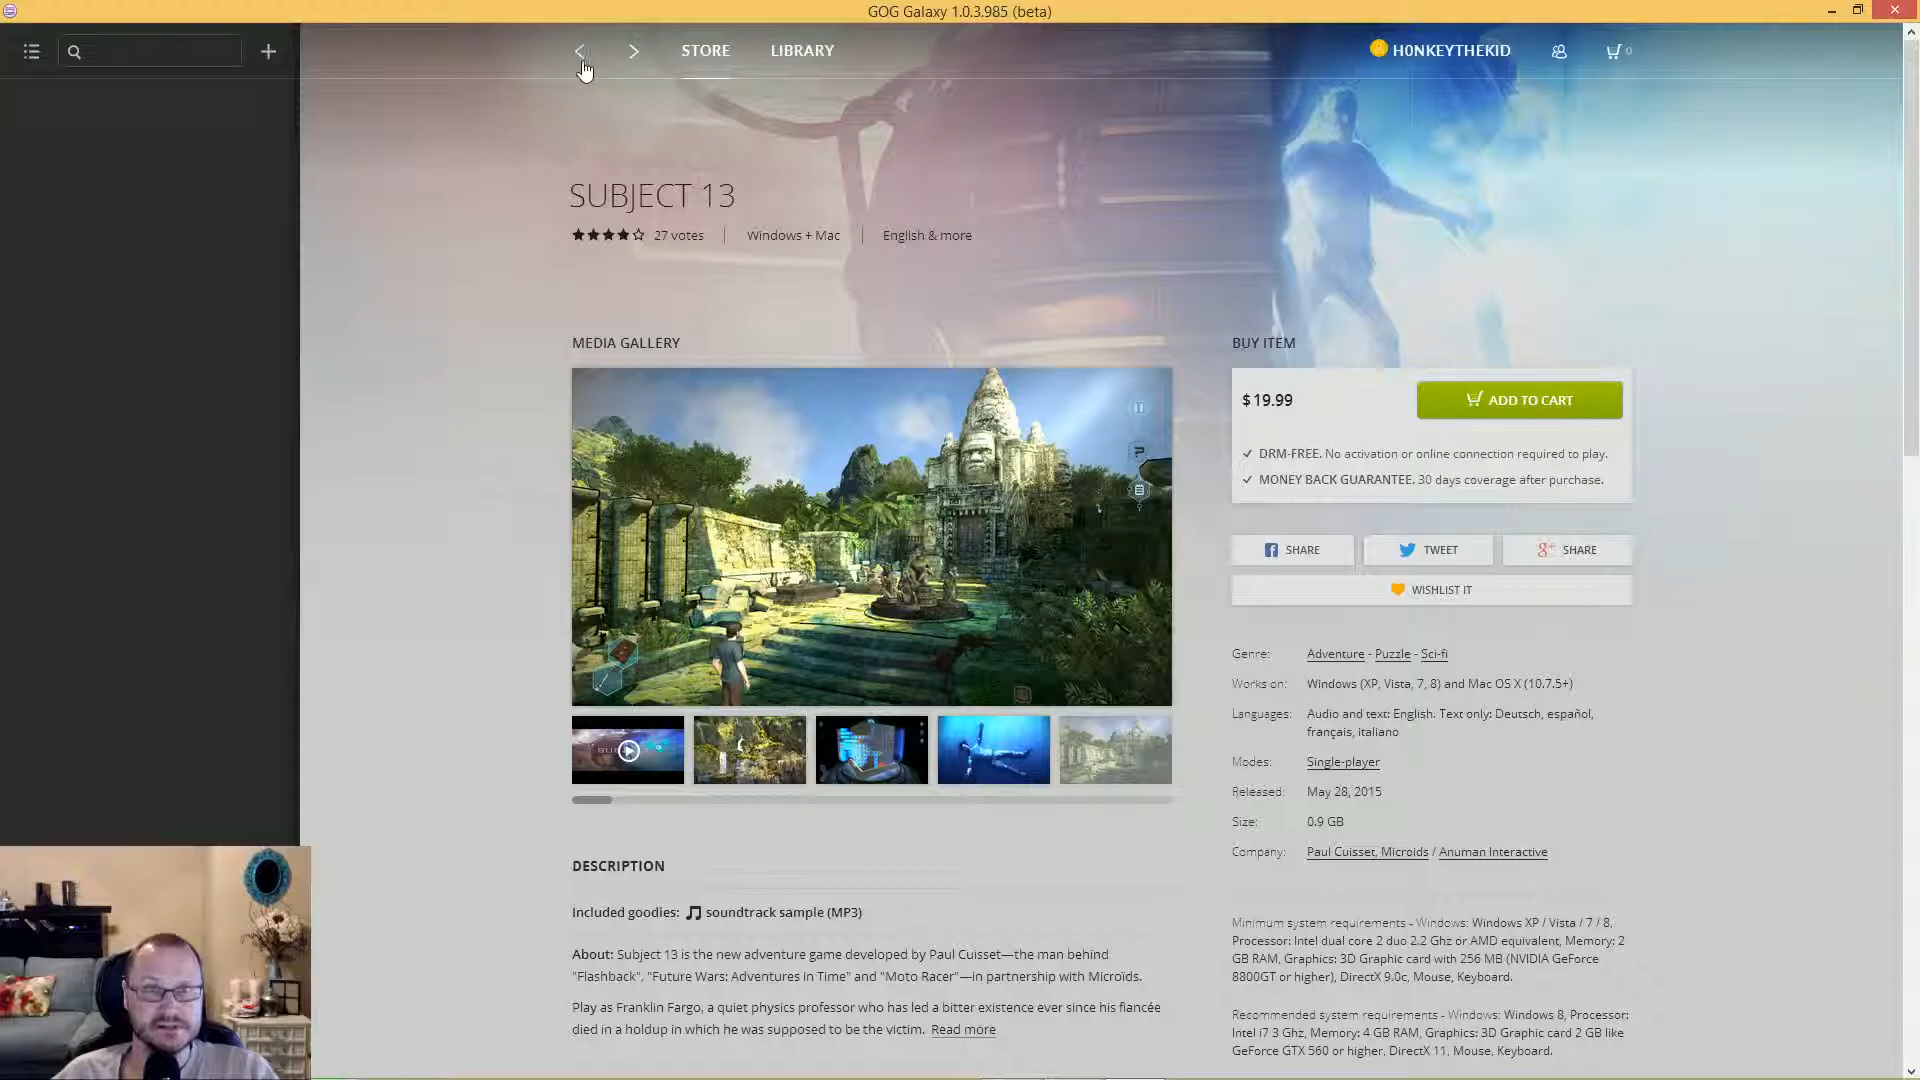 GOG Galaxy 1.0.3.985 (beta)
STORE
LIBRARY
H0NKEYTHEKID
0
SUBJECT 13
27 votes
Windows + Mac
English & more
MEDIA GALLERY
BUY ITEM
$ 19.99
ADD TO CART
DRM-FREE. No activation or online connection required to play.
MONEY BACK GUARANTEE. 30 days coverage after purchase.
SHARE
TWEET
SHARE
WISHLIST IT
Genre: Adventure - Puzzle - Sci-fi
Works on: Windows (XP, Vista, 7, 8) and Mac OS X (10.7.5+)
Languages: Audio and text: English. Text only: Deutsch, español,
français, italiano
Modes: Single-player
Released: May 28, 2015
Size: 0.9 GB
Company: Paul Cuisset, Microids / Anuman Interactive
DESCRIPTION
Included goodies: soundtrack sample (MP3)
About: Subject 13 is the new adventure game developed by Paul Cuisset—the man behind
"Flashback", "Future Wars: Adventures in Time" and "Moto Racer"—in partnership with Microïds.
Play as Franklin Fargo, a quiet physics professor who has led a bitter existence ever since his fiancée
died in a holdup in which he was supposed to be the victim. Read more
Minimum system requirements - Windows: Windows XP / Vista / 7 / 8,
Processor: Intel dual core 2 duo 2.2 Ghz or AMD equivalent, Memory: 2
GB RAM, Graphics: 3D Graphic card with 256 MB (NVIDIA GeForce
8800GT or higher), DirectX 9.0c, Mouse, Keyboard.
Recommended system requirements - Windows: Windows 8, Processor:
Intel i7 3 Ghz, Memory: 4 GB RAM, Graphics: 3D Graphic card 2 GB like
GeForce GTX 560 or higher, DirectX 11, Mouse, Keyboard.